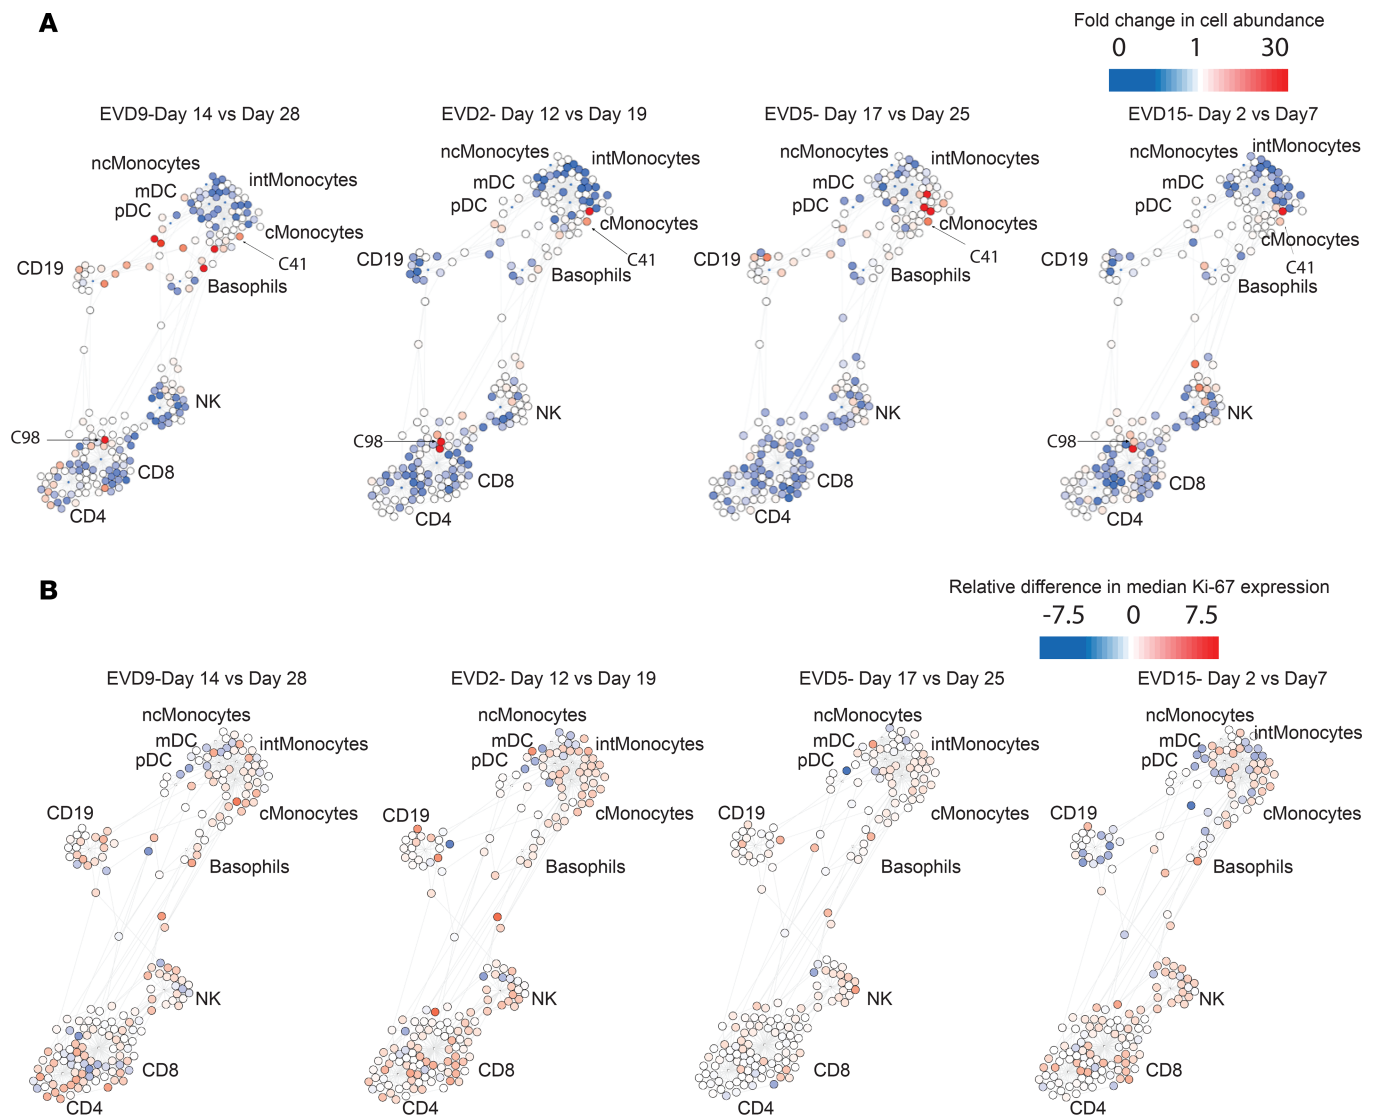 A
Fold change in cell abundance
0 1 30
EVD9-Day 14 vs Day 28
EVD2- Day 12 vs Day 19
EVD5- Day 17 vs Day 25
EVD15- Day 2 vs Day7
ncMonocytes
mDC
pDC
intMonocytes
cMonocytes
C41
CD19
Basophils
NK
C98
CD8
CD4
ncMonocytes
mDC
pDC
intMonocytes
cMonocytes
C41
CD19
Basophils
NK
C98
CD8
CD4
ncMonocytes
mDC
pDC
intMonocytes
cMonocytes
C41
CD19
Basophils
NK
CD8
CD4
ncMonocytes
mDC
pDC
intMonocytes
cMonocytes
C41
CD19
Basophils
NK
C98
CD8
CD4
B
Relative difference in median Ki-67 expression
-7.5 0 7.5
EVD9-Day 14 vs Day 28
EVD2- Day 12 vs Day 19
EVD5- Day 17 vs Day 25
EVD15- Day 2 vs Day7
ncMonocytes
mDC
pDC
intMonocytes
cMonocytes
CD19
Basophils
NK
CD8
CD4
ncMonocytes
mDC
pDC
intMonocytes
cMonocytes
CD19
Basophils
NK
CD8
CD4
ncMonocytes
mDC
pDC
intMonocytes
cMonocytes
CD19
Basophils
NK
CD8
CD4
ncMonocytes
mDC
pDC
intMonocytes
cMonocytes
CD19
Basophils
NK
CD8
CD4